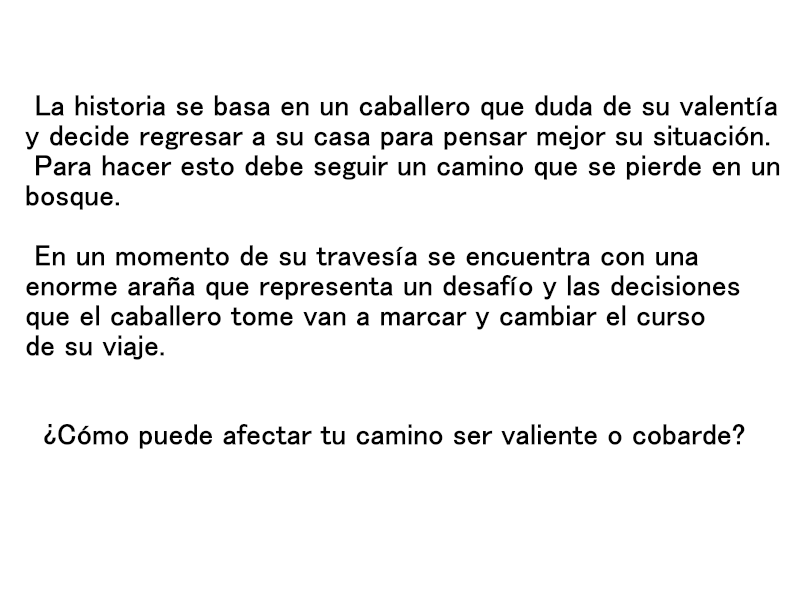 La historia se basa en un caballero que duda de su valentía
y decide regresar a su casa para pensar mejor su situación.
Para hacer esto debe seguir un camino que se pierde en un
bosque.
En un momento de su travesía se encuentra con una
enorme araña que representa un desafío y las decisiones
que el caballero tome van a marcar y cambiar el curso
de su viaje.
¿Cómo puede afectar tu camino ser valiente o cobarde?